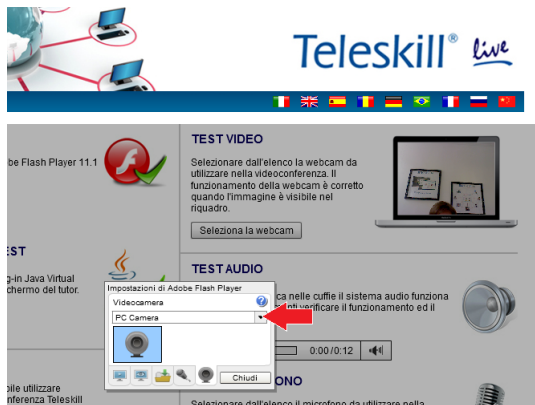 Teleskill® live
TEST VIDEO
be Flash Player 11.1
Selezionare dall'elenco la webcam da
utilizzare nella videoconferenza. Il
funzionamento della webcam è corretto
quando l'immagine è visibile nel
riquadro.
Seleziona la webcam
EST
g-in Java Virtual
chermo del tutor.
TEST AUDIO
ca nelle cuffie il sistema audio funziona
verificare il funzionamento ed il
Impostazioni di Adobe Flash Player
Videocamera
?
PC Camera
Chiudi
0:00/0:12
ONO
bile utilizzare
nferenza Teleskill
Selezionare dall'elenco il microfono da utilizzare nella